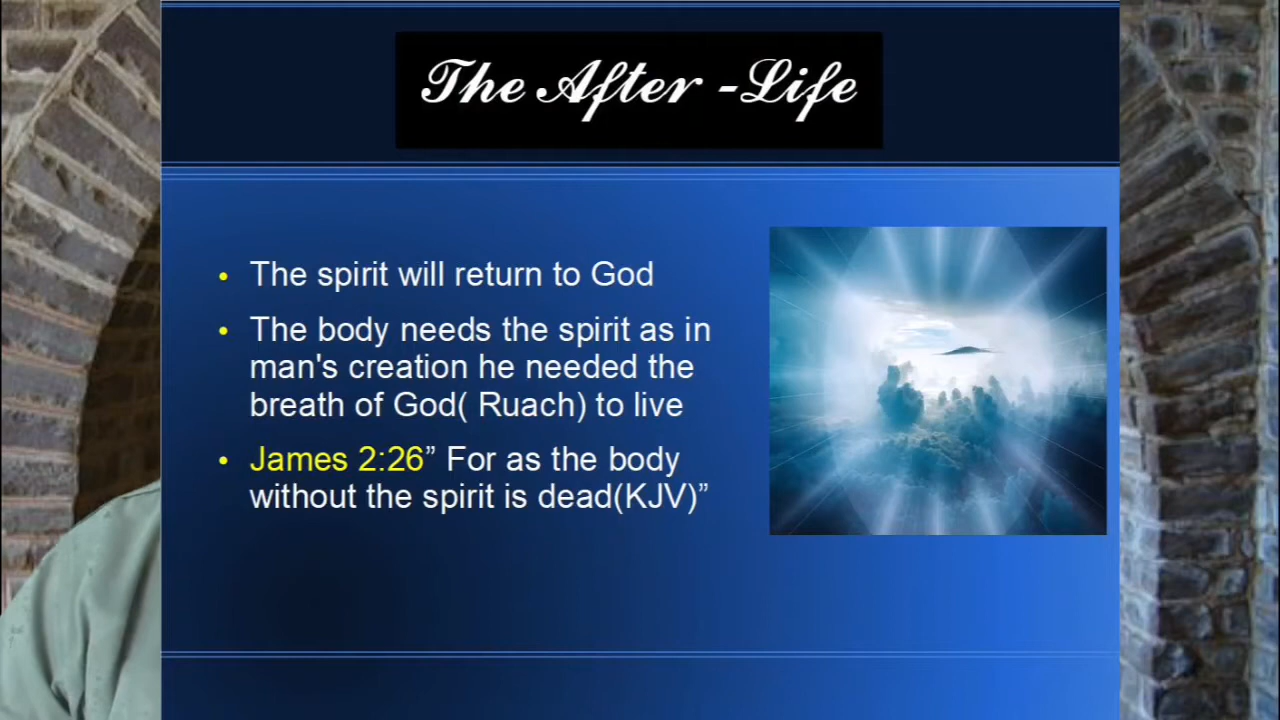 The After -Life
• The spirit will return to God
• The body needs the spirit as in
man's creation he needed the
breath of God( Ruach) to live
• James 2:26” For as the body
without the spirit is dead(KJV)”